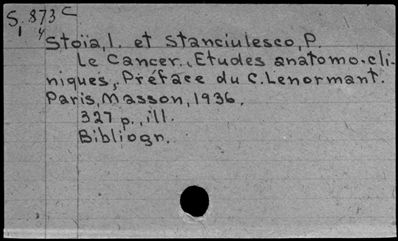 S. 873 c
1 4
Stoïa, I. et Stanciulesco, P.
Le Cancer. Etudes anatomo-cli-
niques, Préface du C. Lenormant.
Paris, Masson, 1936.
327 p., ill.
Bibliogr.